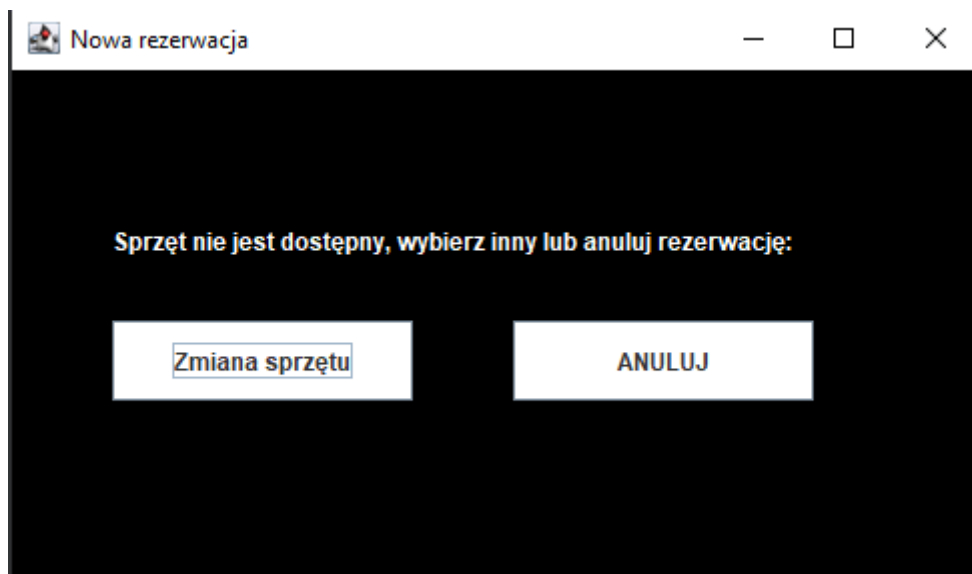 Nowa rezerwacja
Sprzęt nie jest dostępny, wybierz inny lub anuluj rezerwację:
Zmiana sprzętu
ANULUJ